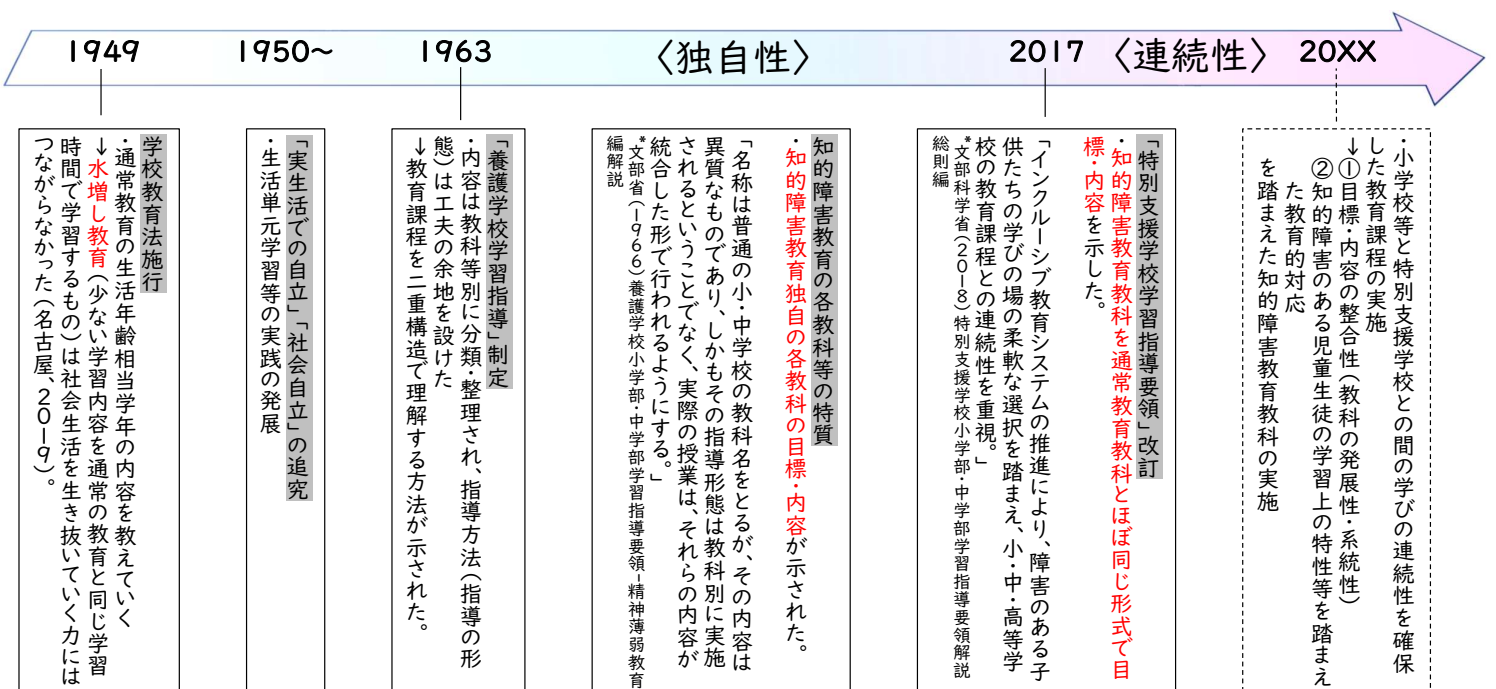 1949
1950~
1963
〈独自性〉
2017
〈連続性〉
20XX
学校教育法施行
・通常教育の生活年齢相当学年の内容を教えていく
→水増し教育(少ない学習内容を通常の教育と同じ学習
時間で学習するもの)は社会生活を生き抜いていく力には
つながらなかった(名古屋、2019)。
「実生活での自立」「社会自立」の追究
・生活単元学習等の実践の発展
「養護学校学習指導」制定
・内容は教科等別に分類・整理され、指導方法(指導の形
態)は工夫の余地を設けた
→教育課程を二重構造で理解する方法が示された。
知的障害教育の各教科等の特質
・知的障害教育独自の各教科の目標・内容が示された。
「名称は普通の小・中学校の教科名をとるが、その内容は
異質なものであり、しかもその指導形態は教科別に実施
されるということでなく、実際の授業は、それらの内容が
統合した形で行われるようにする。」
*文部省(1966)養護学校小学部・中学部学習指導要領-精神薄弱教育
編解説
「特別支援学校学習指導要領」改訂
・知的障害教育教科を通常教育教科とほぼ同じ形式で目
標・内容を示した。
「インクルーシブ教育システムの推進により、障害のある子
供たちの学びの場の柔軟な選択を踏まえ、小・中・高等学
校の教育課程との連続性を重視。」
*文部科学省(2018)特別支援学校小学部・中学部学習指導要領解説
総則編
・小学校等と特別支援学校との間の学びの連続性を確保
した教育課程の実施
→①目標・内容の整合性(教科の発展性・系統性)
②知的障害のある児童生徒の学習上の特性等を踏まえ
た教育的対応
を踏まえた知的障害教育教科の実施